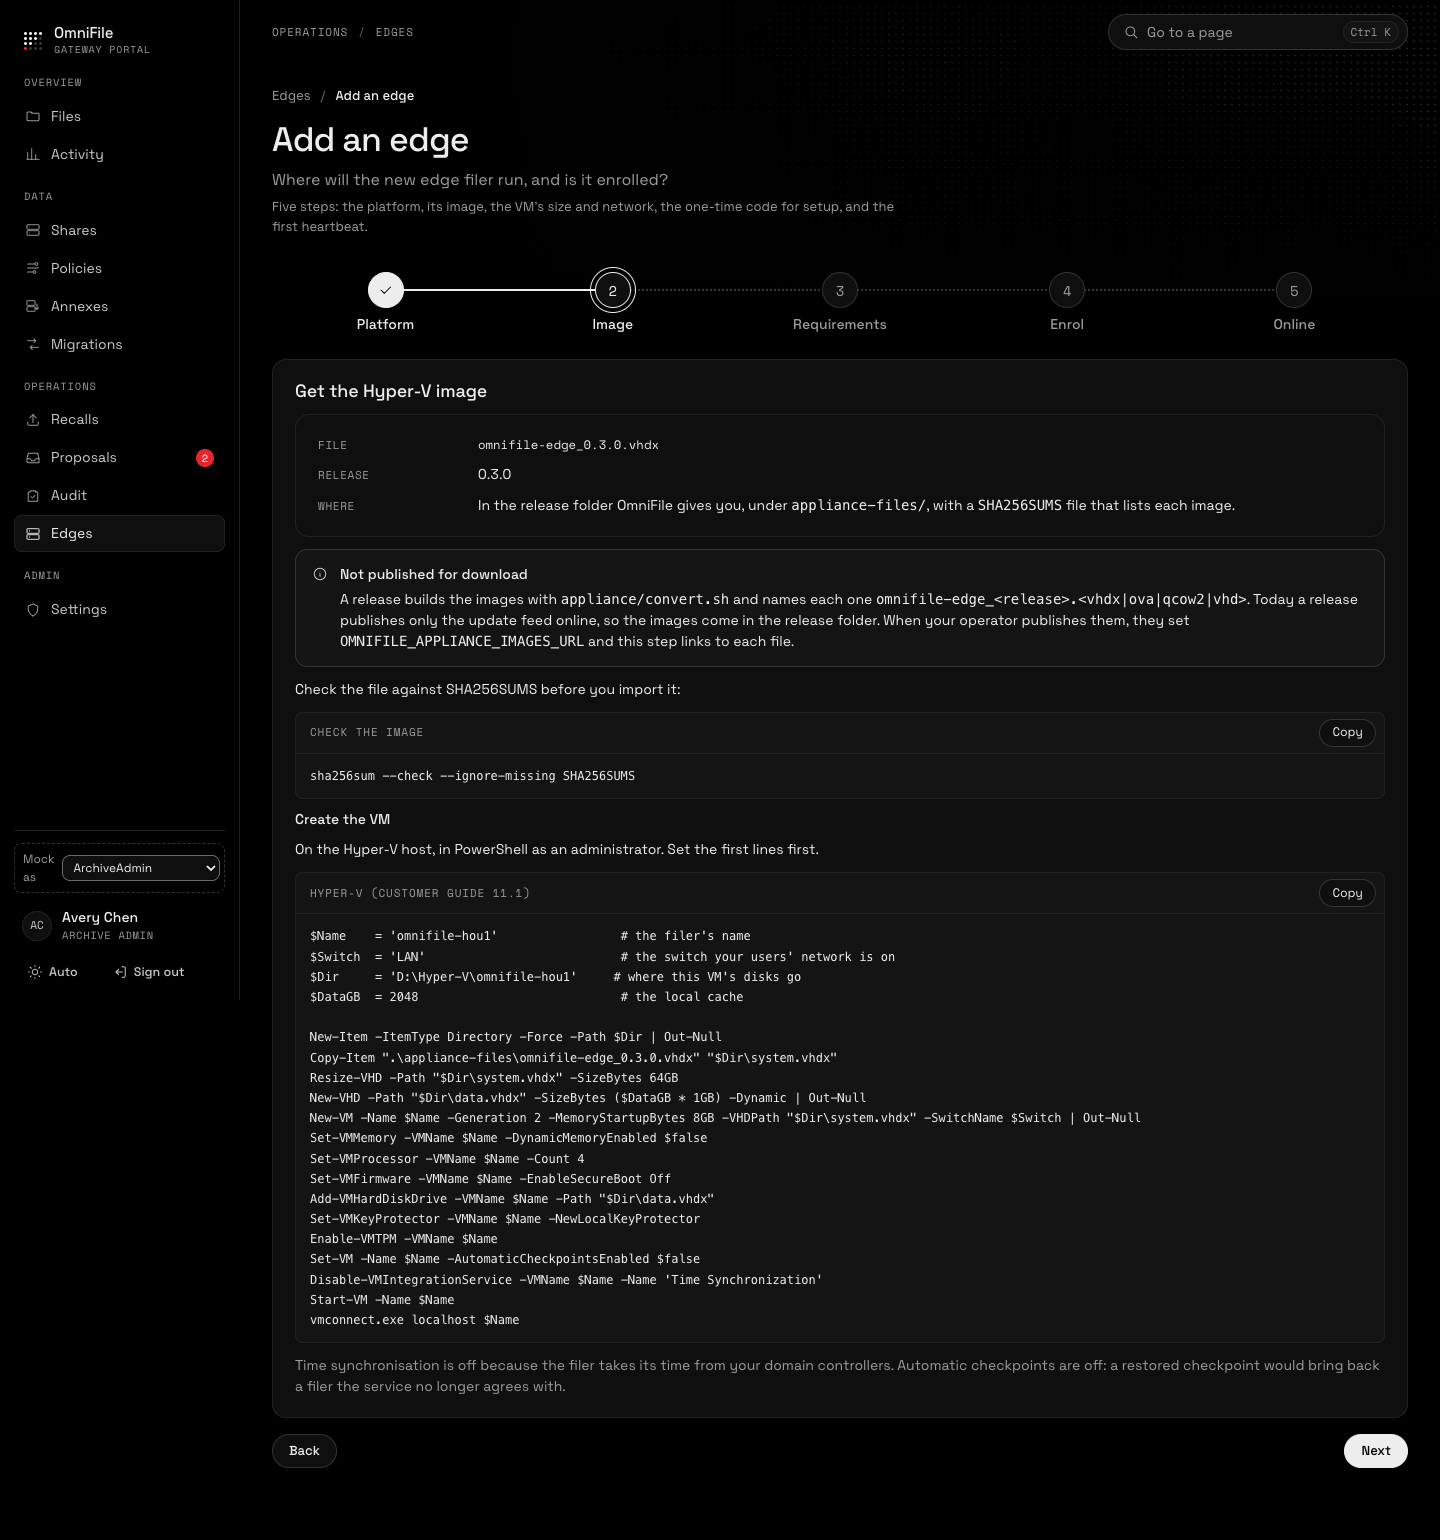 OmniFile
GATEWAY PORTAL
OVERVIEW
Files
Activity
DATA
Shares
Policies
Annexes
Migrations
OPERATIONS
Recalls
Proposals 2
Audit
Edges
ADMIN
Settings
Mock as
ArchiveAdmin
AC
Avery Chen
ARCHIVE ADMIN
Auto
Sign out
OPERATIONS / EDGES
Go to a page
Ctrl K
Edges / Add an edge
Add an edge
Where will the new edge filer run, and is it enrolled?
Five steps: the platform, its image, the VM's size and network, the one-time code for setup, and the
first heartbeat.
2 3 4 5
Platform Image Requirements Enrol Online
Get the Hyper-V image
FILE omnifile-edge_0.3.0.vhdx
RELEASE 0.3.0
WHERE In the release folder OmniFile gives you, under appliance-files/, with a SHA256SUMS file that lists each image.
Not published for download
A release builds the images with appliance/convert.sh and names each one omnifile-edge_<release>.<vhdx|ova|qcow2|vhd>. Today a release
publishes only the update feed online, so the images come in the release folder. When your operator publishes them, they set
OMNIFILE_APPLIANCE_IMAGES_URL and this step links to each file.
Check the file against SHA256SUMS before you import it:
CHECK THE IMAGE
Copy
sha256sum --check --ignore-missing SHA256SUMS
Create the VM
On the Hyper-V host, in PowerShell as an administrator. Set the first lines first.
HYPER-V (CUSTOMER GUIDE 11.1)
Copy
$Name    = 'omnifile-hou1'                 # the filer's name
$Switch  = 'LAN'                           # the switch your users' network is on
$Dir     = 'D:\Hyper-V\omnifile-hou1'     # where this VM's disks go
$DataGB  = 2048                            # the local cache
New-Item -ItemType Directory -Force -Path $Dir | Out-Null
Copy-Item ".\appliance-files\omnifile-edge_0.3.0.vhdx" "$Dir\system.vhdx"
Resize-VHD -Path "$Dir\system.vhdx" -SizeBytes 64GB
New-VHD -Path "$Dir\data.vhdx" -SizeBytes ($DataGB * 1GB) -Dynamic | Out-Null
New-VM -Name $Name -Generation 2 -MemoryStartupBytes 8GB -VHDPath "$Dir\system.vhdx" -SwitchName $Switch | Out-Null
Set-VMMemory -VMName $Name -DynamicMemoryEnabled $false
Set-VMProcessor -VMName $Name -Count 4
Set-VMFirmware -VMName $Name -EnableSecureBoot Off
Add-VMHardDiskDrive -VMName $Name -Path "$Dir\data.vhdx"
Set-VMKeyProtector -VMName $Name -NewLocalKeyProtector
Enable-VMTPM -VMName $Name
Set-VM -Name $Name -AutomaticCheckpointsEnabled $false
Disable-VMIntegrationService -VMName $Name -Name 'Time Synchronization'
Start-VM -Name $Name
vmconnect.exe localhost $Name
Time synchronisation is off because the filer takes its time from your domain controllers. Automatic checkpoints are off: a restored checkpoint would bring back
a filer the service no longer agrees with.
Back
Next